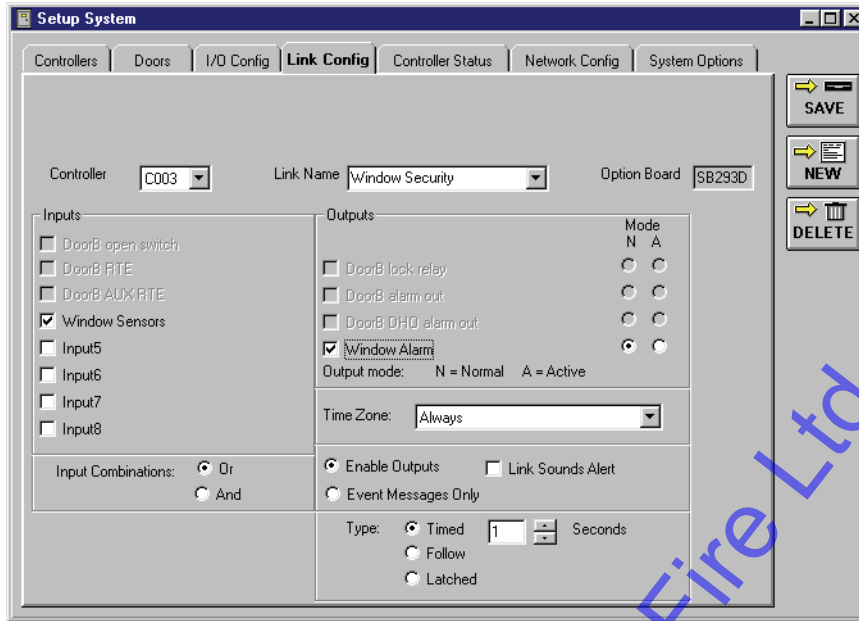 Setup System
Controllers Doors I/O Config Link Config Controller Status Network Config System Options
SAVE
NEW
DELETE
Controller C003 Link Name Window Security Option Board SB293D
Inputs
DoorB open switch
DoorB RTE
DoorB AUX RTE
Window Sensors
Input5
Input6
Input7
Input8
Input Combinations: Or
And
Outputs
Mode
N A
DoorB lock relay
DoorB alarm out
DoorB DHO alarm out
Window Alarm
Output mode: N = Normal A = Active
Time Zone: Always
Enable Outputs Link Sounds Alert
Event Messages Only
Type: Timed 1 Seconds
Follow
Latched
Fire Ltd